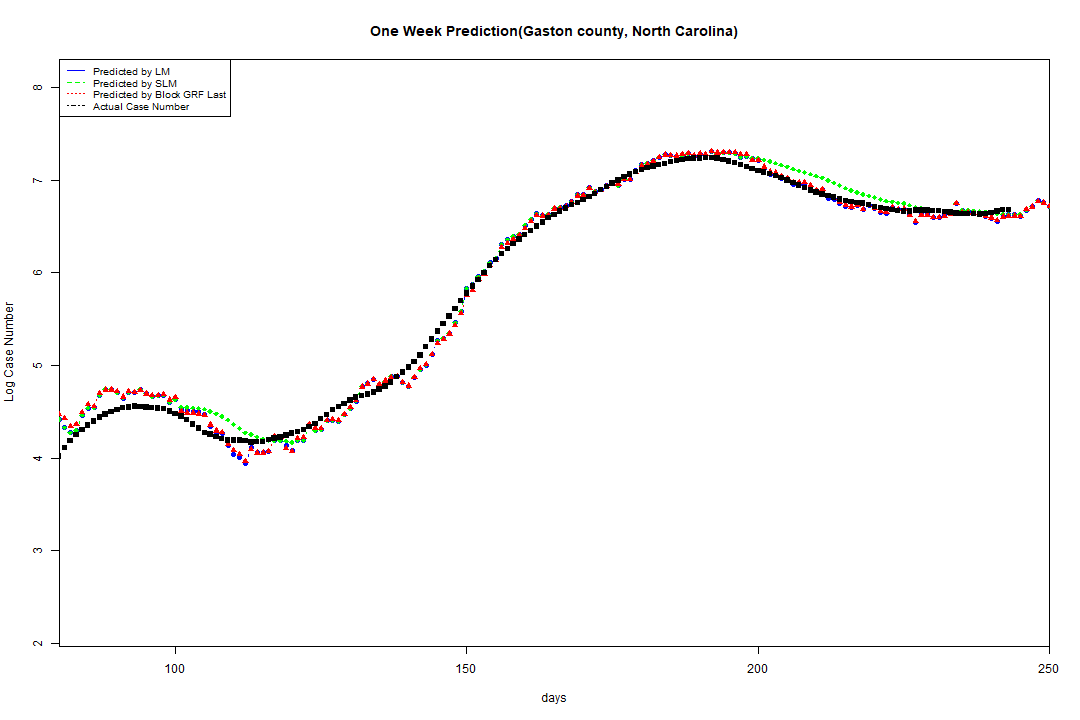 One Week Prediction(Gaston county, North Carolina)
Predicted by LM
Predicted by SLM
Predicted by Block GRF Last
Actual Case Number
8
7
6
5
4
3
2
Log Case Number
100 150 200 250
days